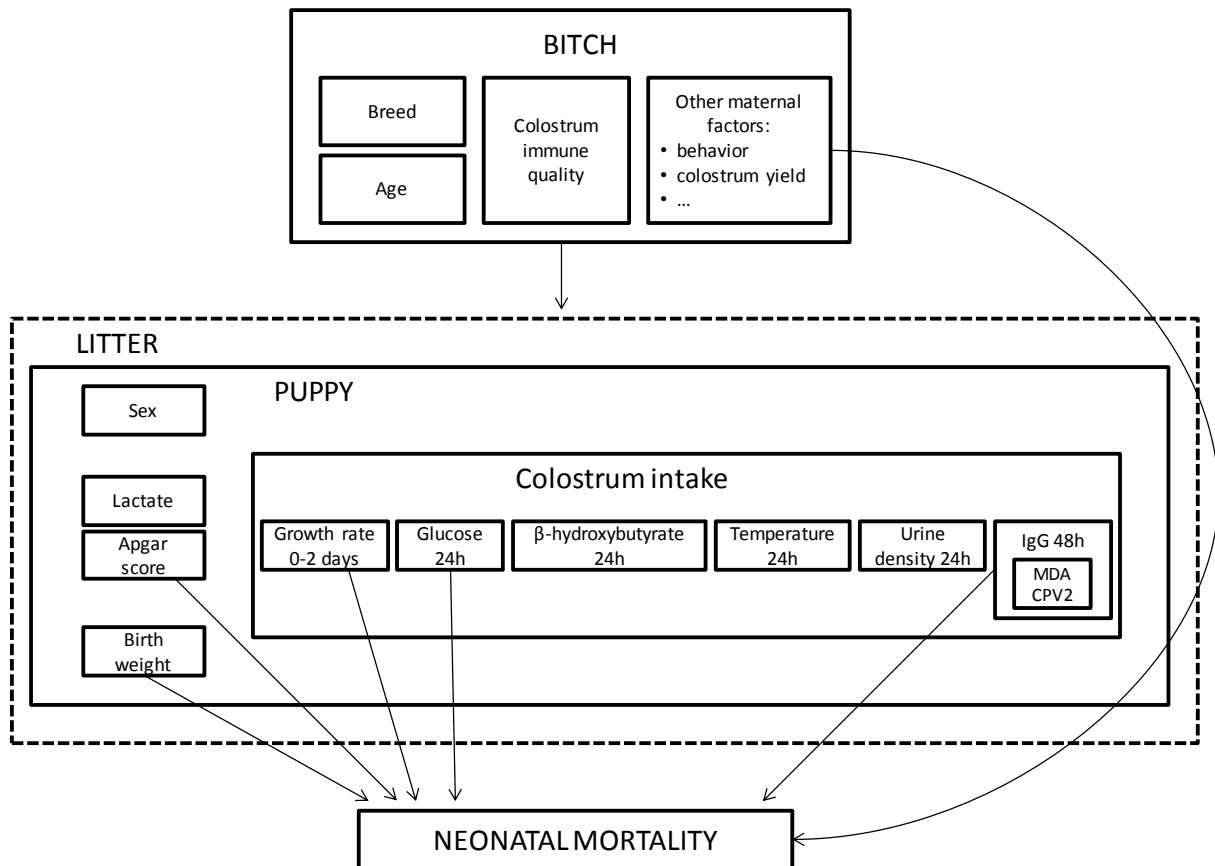 BITCH
Breed
Age
Colostrum
immune
quality
Other maternal
factors:
• behavior
• colostrum yield
• ...
LITTER
PUPPY
Sex
Lactate
Apgar
score
Birth
weight
Colostrum intake
Growth rate
0-2 days
Glucose
24h
β-hydroxybutyrate
24h
Temperature
24h
Urine
density 24h
IgG 48h
MDA
CPV2
NEONATAL MORTALITY